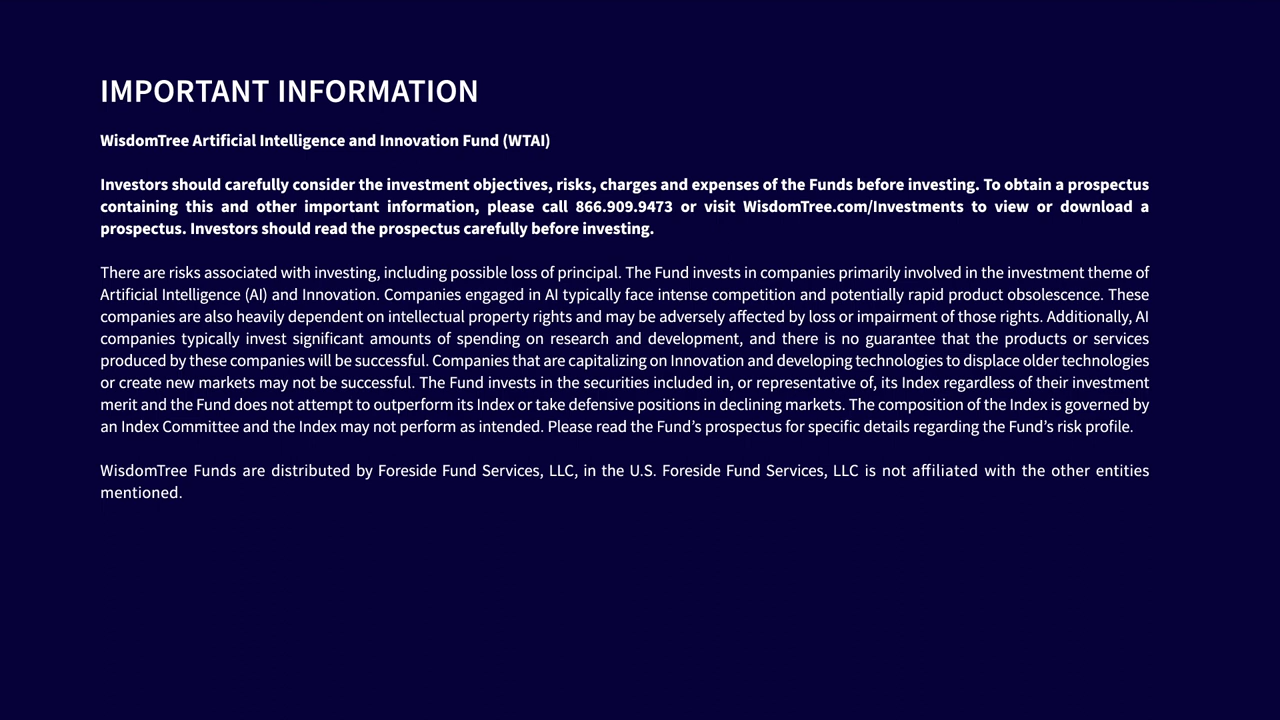 IMPORTANT INFORMATION
WisdomTree Artificial Intelligence and Innovation Fund (WTAI)
Investors should carefully consider the investment objectives, risks, charges and expenses of the Funds before investing. To obtain a prospectus
containing this and other important information, please call 866.909.9473 or visit WisdomTree.com/Investments to view or download a
prospectus. Investors should read the prospectus carefully before investing.
There are risks associated with investing, including possible loss of principal. The Fund invests in companies primarily involved in the investment theme of
Artificial Intelligence (AI) and Innovation. Companies engaged in AI typically face intense competition and potentially rapid product obsolescence. These
companies are also heavily dependent on intellectual property rights and may be adversely affected by loss or impairment of those rights. Additionally, AI
companies typically invest significant amounts of spending on research and development, and there is no guarantee that the products or services
produced by these companies will be successful. Companies that are capitalizing on Innovation and developing technologies to displace older technologies
or create new markets may not be successful. The Fund invests in the securities included in, or representative of, its Index regardless of their investment
merit and the Fund does not attempt to outperform its Index or take defensive positions in declining markets. The composition of the Index is governed by
an Index Committee and the Index may not perform as intended. Please read the Fund’s prospectus for specific details regarding the Fund’s risk profile.
WisdomTree Funds are distributed by Foreside Fund Services, LLC, in the U.S. Foreside Fund Services, LLC is not affiliated with the other entities
mentioned.